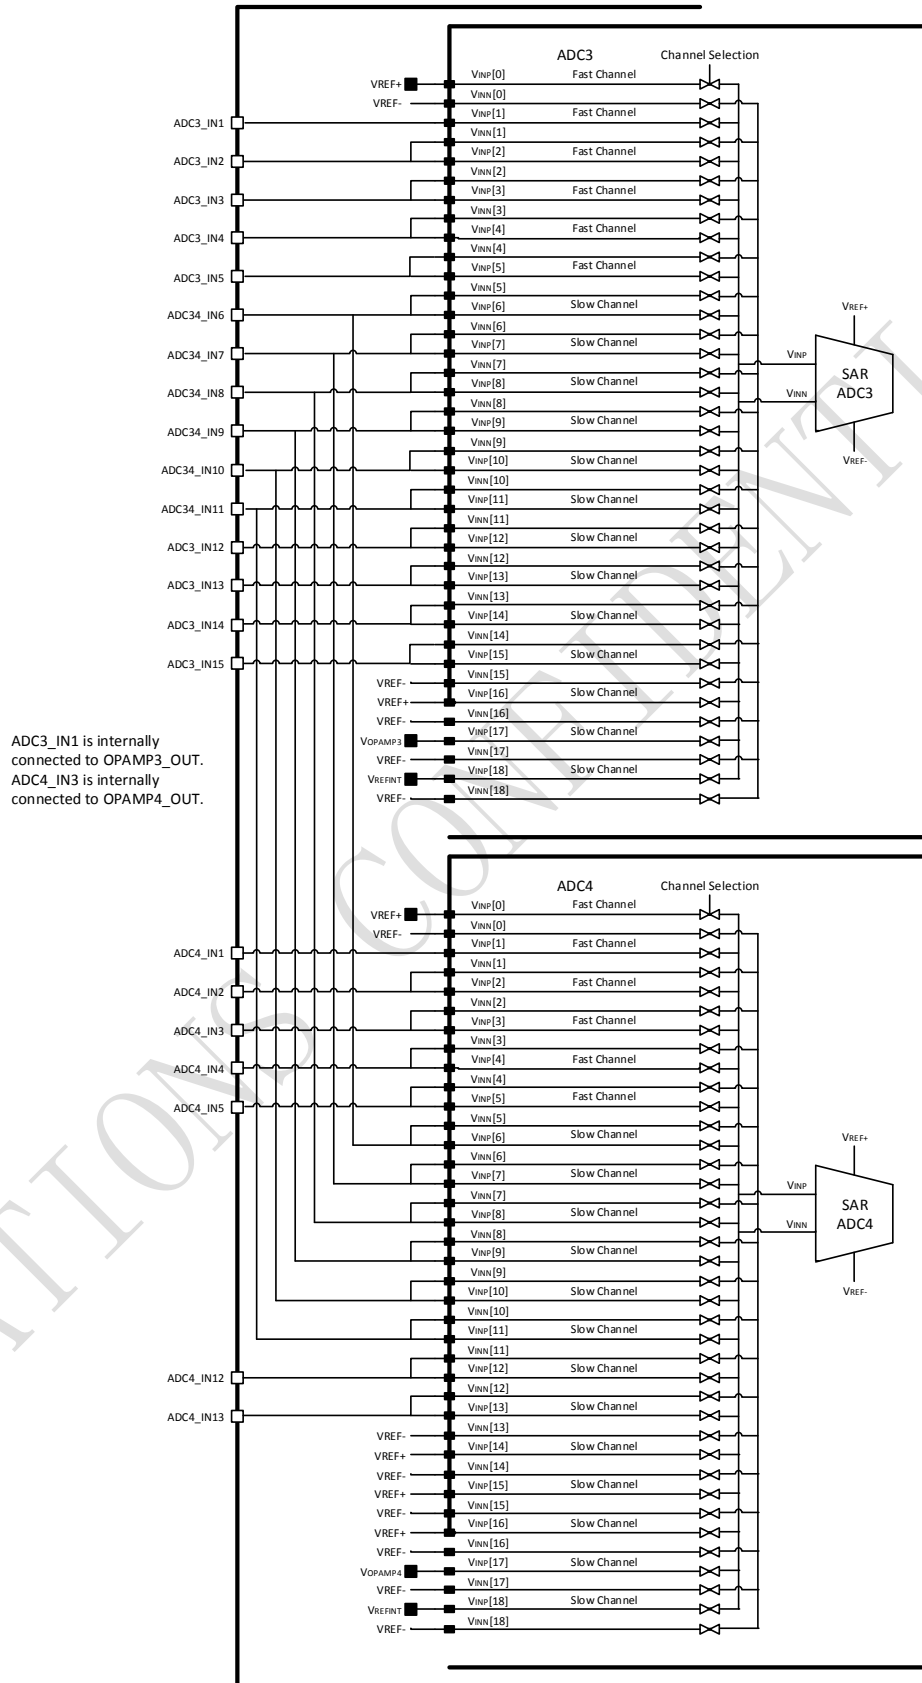 ADC3 Channel Selection
VINP[0] Fast Channel
VREF+
VINN[0]
VREF-
VINP[1] Fast Channel
ADC3_IN1
VINN[1]
VINP[2] Fast Channel
ADC3_IN2
VINN[2]
VINP[3] Fast Channel
ADC3_IN3
VINN[3]
VINP[4] Fast Channel
ADC3_IN4
VINN[4]
VINP[5] Fast Channel
ADC3_IN5
VINN[5]
VINP[6] Slow Channel
ADC34_IN6
VREF+
VINN[6]
VINP[7] Slow Channel
ADC34_IN7
VINP
VINN[7]
VINP[8] Slow Channel
SAR
ADC3
ADC34_IN8
VINN
VINN[8]
VINP[9] Slow Channel
ADC34_IN9
VINN[9]
VREF-
VINP[10] Slow Channel
ADC34_IN10
VINN[10]
VINP[11] Slow Channel
ADC34_IN11
VINN[11]
VINP[12] Slow Channel
ADC3_IN12
VINN[12]
VINP[13] Slow Channel
ADC3_IN13
VINN[13]
VINP[14] Slow Channel
ADC3_IN14
VINN[14]
VINP[15] Slow Channel
ADC3_IN15
VINN[15]
VREF-
VINP[16] Slow Channel
VREF+
VINN[16]
VREF-
VINP[17] Slow Channel
VOPAMP3
VINN[17]
VREF-
VINP[18] Slow Channel
VREFINT
VINN[18]
VREF-
ADC3_IN1 is internally
connected to OPAMP3_OUT.
ADC4_IN3 is internally
connected to OPAMP4_OUT.
ADC4 Channel Selection
VINP[0] Fast Channel
VREF+
VINN[0]
VREF-
VINP[1] Fast Channel
ADC4_IN1
VINN[1]
VINP[2] Fast Channel
ADC4_IN2
VINN[2]
VINP[3] Fast Channel
ADC4_IN3
VINN[3]
VINP[4] Fast Channel
ADC4_IN4
VINN[4]
VINP[5] Fast Channel
ADC4_IN5
VINN[5]
VINP[6] Slow Channel
VREF+
VINN[6]
VINP[7] Slow Channel
VINP
VINN[7]
VINP[8] Slow Channel
SAR
ADC4
VINN
VINN[8]
VINP[9] Slow Channel
VINN[9]
VREF-
VINP[10] Slow Channel
VINN[10]
VINP[11] Slow Channel
VINN[11]
VINP[12] Slow Channel
ADC4_IN12
VINN[12]
VINP[13] Slow Channel
ADC4_IN13
VINN[13]
VREF-
VINP[14] Slow Channel
VREF+
VINN[14]
VREF-
VINP[15] Slow Channel
VREF+
VINN[15]
VREF-
VINP[16] Slow Channel
VREF+
VINN[16]
VREF-
VINP[17] Slow Channel
VOPAMP4
VINN[17]
VREF-
VINP[18] Slow Channel
VREFINT
VINN[18]
VREF-
ATIONS CONFIDENTI